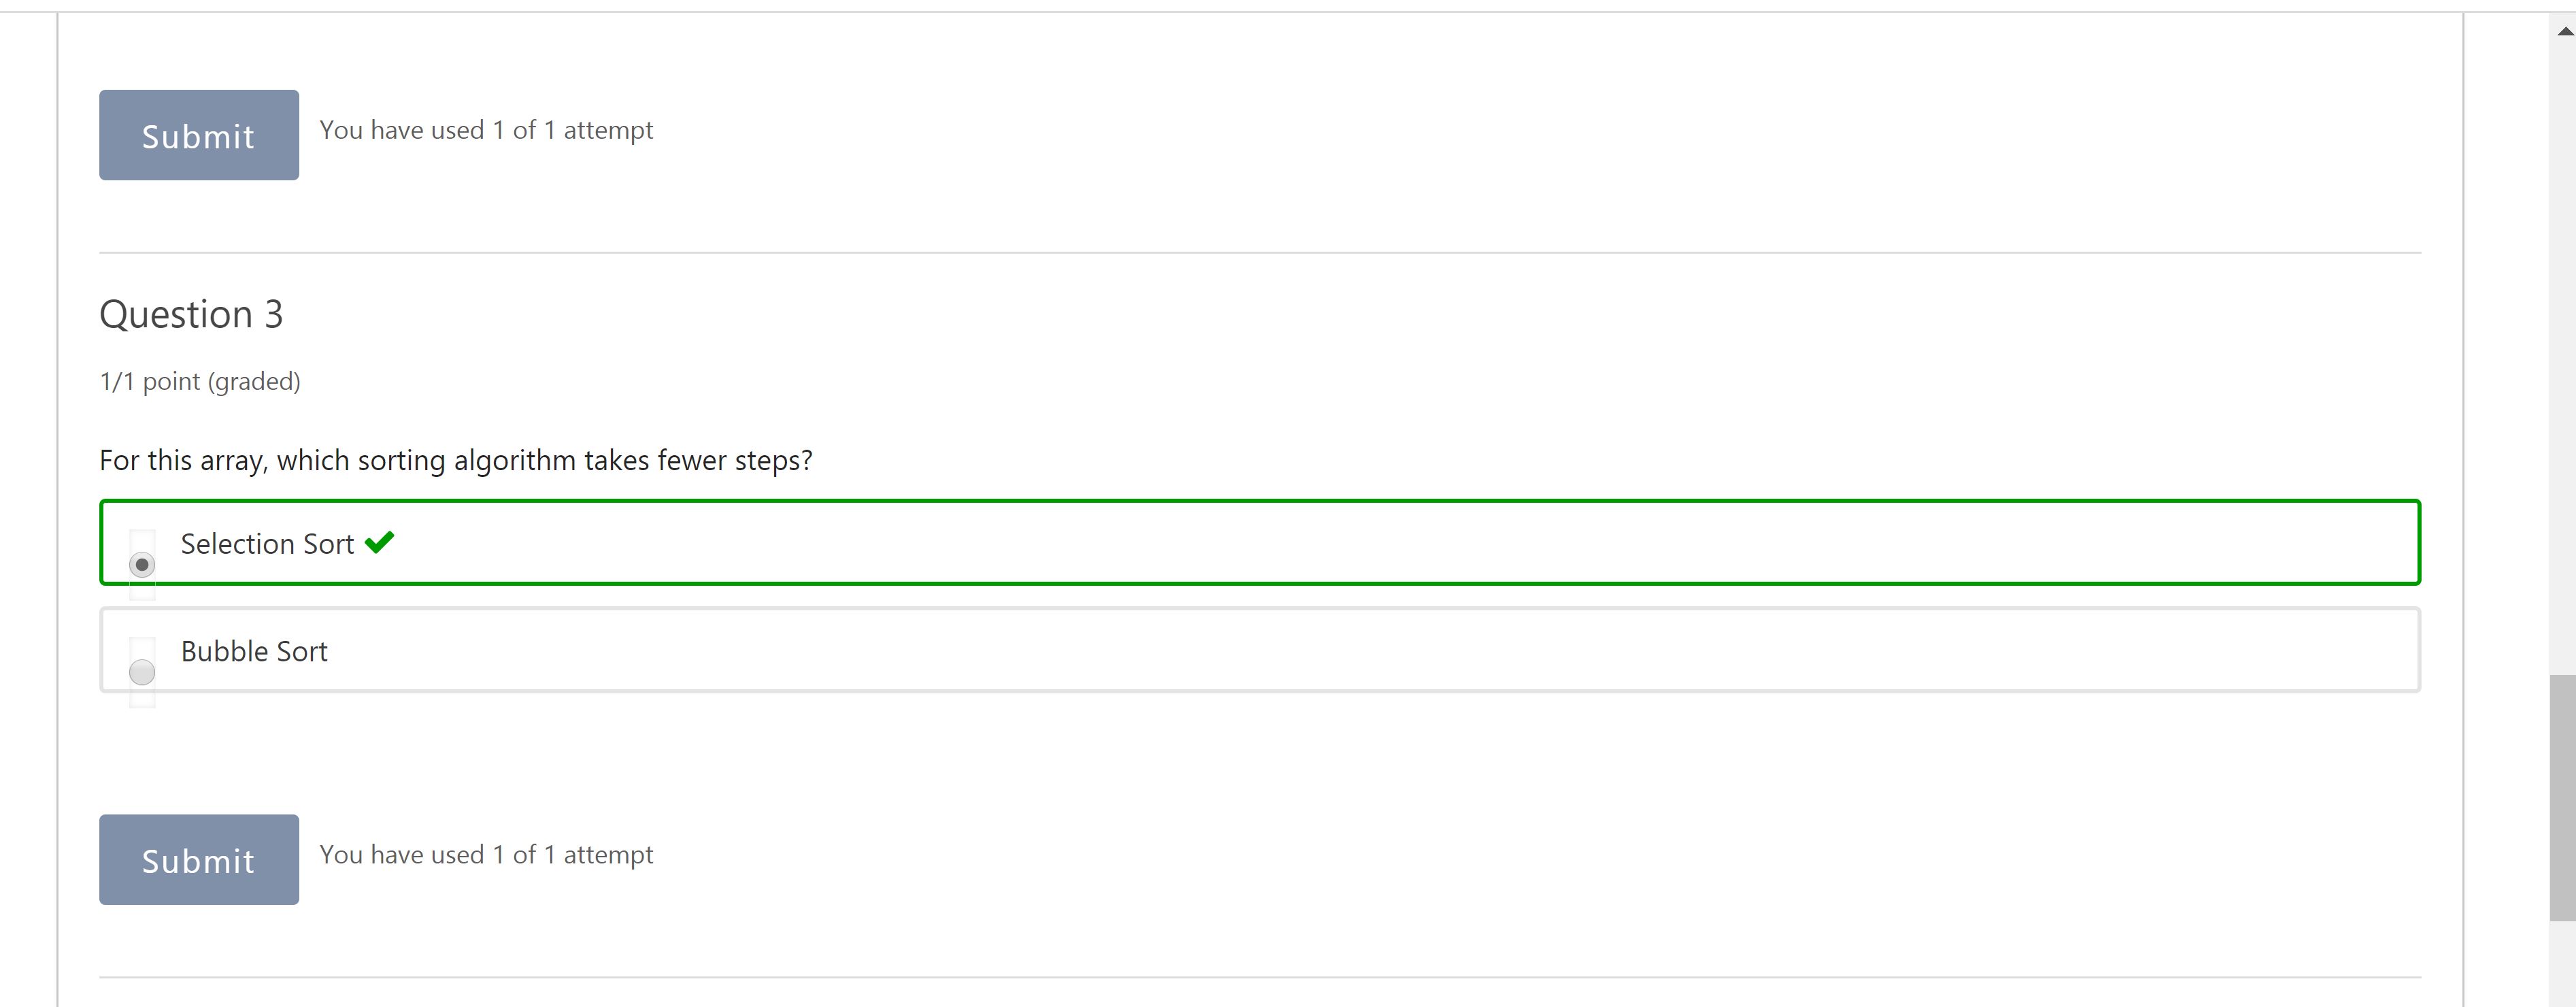 Submit You have used 1 of 1 attempt
Question 3
1/1 point (graded)
For this array, which sorting algorithm takes fewer steps?
Selection Sort
Bubble Sort
Submit You have used 1 of 1 attempt